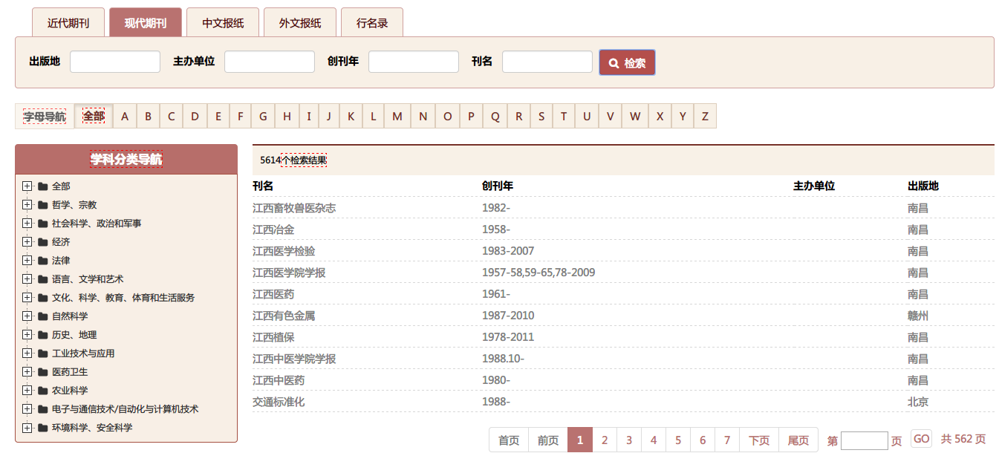 近代期刊 现代期刊 中文报纸 外文报纸 行名录
出版地 主办单位 创刊年 刊名 检索
字母导航 全部 A B C D E F G H I J K L M N O P Q R S T U V W X Y Z
学科分类导航
全部
哲学、宗教
社会科学、政治和军事
经济
法律
语言、文学和艺术
文化、科学、教育、体育和生活服务
自然科学
历史、地理
工业技术与应用
医药卫生
农业科学
电子与通信技术/自动化与计算机技术
环境科学、安全科学
5614个检索结果
刊名 创刊年 主办单位 出版地
江西畜牧兽医杂志 1982- 南昌
江西冶金 1958- 南昌
江西医学检验 1983-2007 南昌
江西医学院学报 1957-58,59-65,78-2009 南昌
江西医药 1961- 南昌
江西有色金属 1987-2010 赣州
江西植保 1978-2011 南昌
江西中医学院学报 1988.10- 南昌
江西中医药 1980- 南昌
交通标准化 1988- 北京
首页 前页 1 2 3 4 5 6 7 下页 尾页 第 页 GO 共 562 页